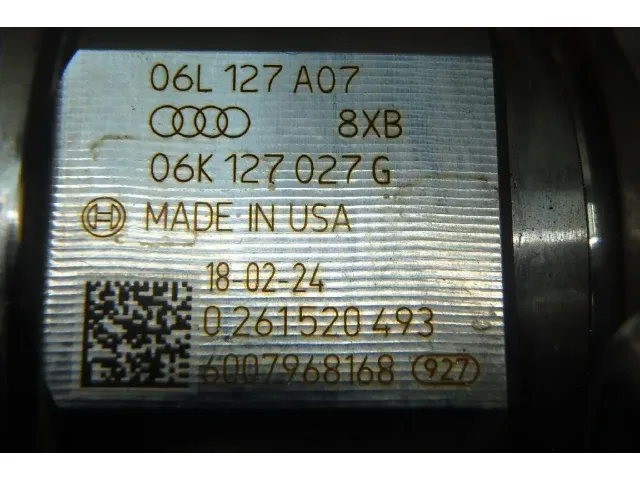 06L 127 A07
8XB
06K 127 027 G
MADE IN USA
18-02-24
0 261 520 493
6007968168 927